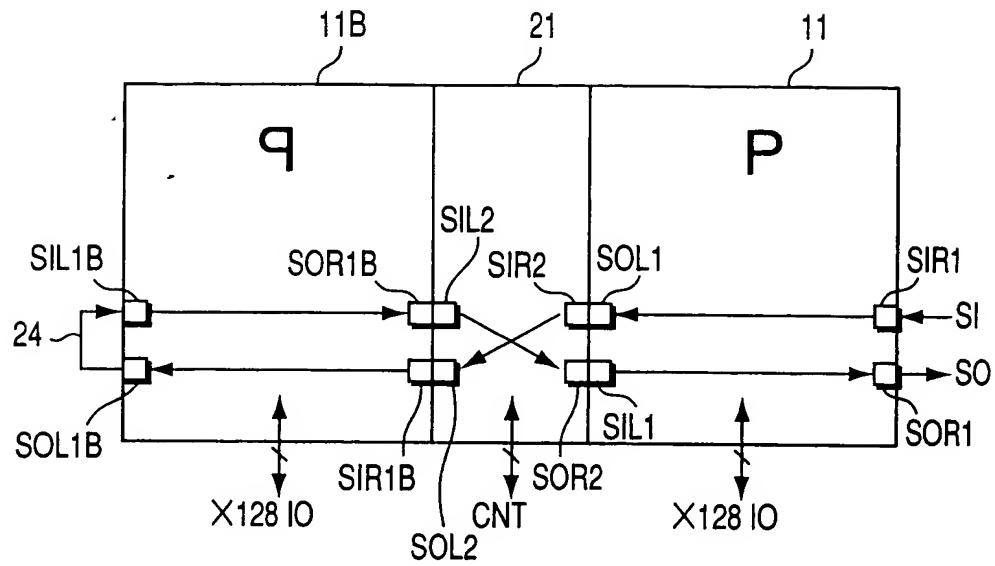 11B 21 11
P P
SIL2
SIL1B SOR1B SIR2 SOL1 SIR1
SI
24
SO
SOL1B SIL1 SOR1
SIR1B SOR2
X128 IO CNT X128 IO
SOL2